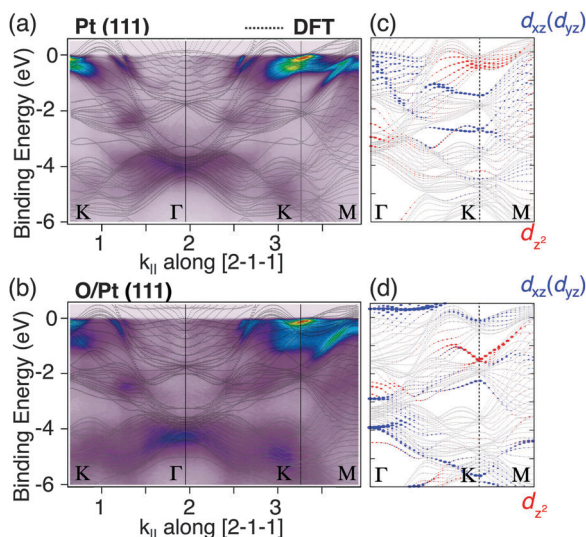 (a) Pt (111) DFT
(c) d_xz(d_yz)
Binding Energy (eV)
0
-2
-4
-6
K Γ K M
Γ K M
1 2 3
k_|| along [2-1-1]
d_z²
(b) O/Pt (111)
(d) d_xz(d_yz)
Binding Energy (eV)
0
-2
-4
-6
K Γ K M
Γ K M
1 2 3
k_|| along [2-1-1]
d_z²